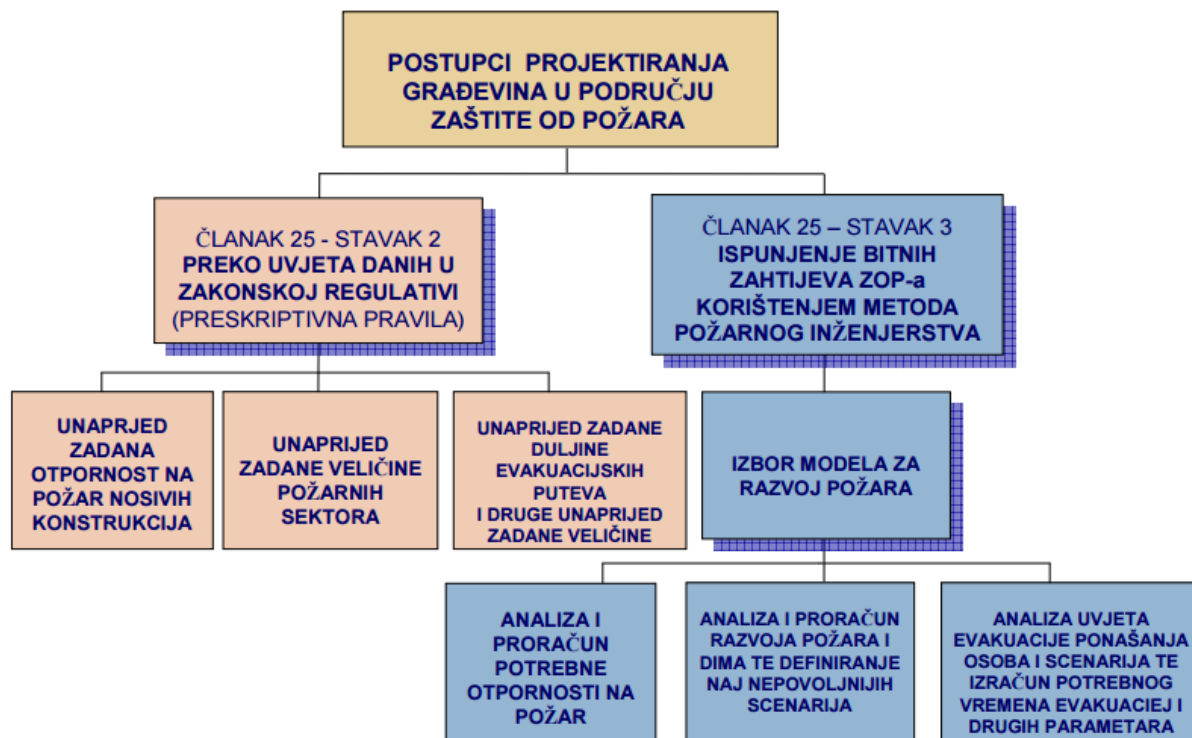 POSTUPCI PROJEKTIRANJA
GRAĐEVINA U PODRUČJU
ZAŠTITE OD POŽARA
ČLANAK 25 - STAVAK 2
PREKO UVJETA DANIH U
ZAKONSKOJ REGULATIVI
(PRESKRIPTIVNA PRAVILA)
ČLANAK 25 – STAVAK 3
ISPUNJENJE BITNIH
ZAHTIJEVA ZOP-a
KORIŠTENJEM METODA
POŽARNOG INŽENJERSTVA
UNAPRJED
ZADANA
OTPORNOST NA
POŽAR NOSIVIH
KONSTRUKCIJA
UNAPRIJED
ZADANE VELIČINE
POŽARNIH
SEKTORA
UNAPRIJED ZADANE
DULJINE
EVAKUACIJSKIH
PUTEVA
I DRUGE UNAPRIJED
ZADANE VELIČINE
IZBOR MODELA ZA
RAZVOJ POŽARA
ANALIZA I
PRORAČUN
POTREBNE
OTPORNOSTI NA
POŽAR
ANALIZA I PRORAČUN
RAZVOJA POŽARA I
DIMA TE DEFINIRANJE
NAJ NEPOVOLJNIJIH
SCENARIJA
ANALIZA UVJETA
EVAKUACIJE PONAŠANJA
OSOBA I SCENARIJA TE
IZRAČUN POTREBNOG
VREMENA EVAKUACIEJ I
DRUGIH PARAMETARA